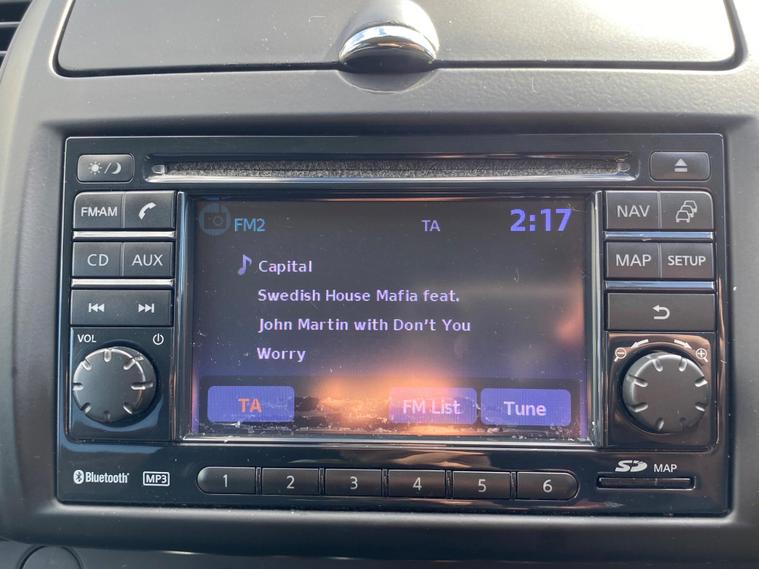 FM2 TA 2:17
Capital
Swedish House Mafia feat.
John Martin with Don't You
Worry
TA FM List Tune
FM·AM
CD AUX
VOL
NAV
MAP SETUP
Bluetooth® MP3
1 2 3 4 5 6
SD MAP